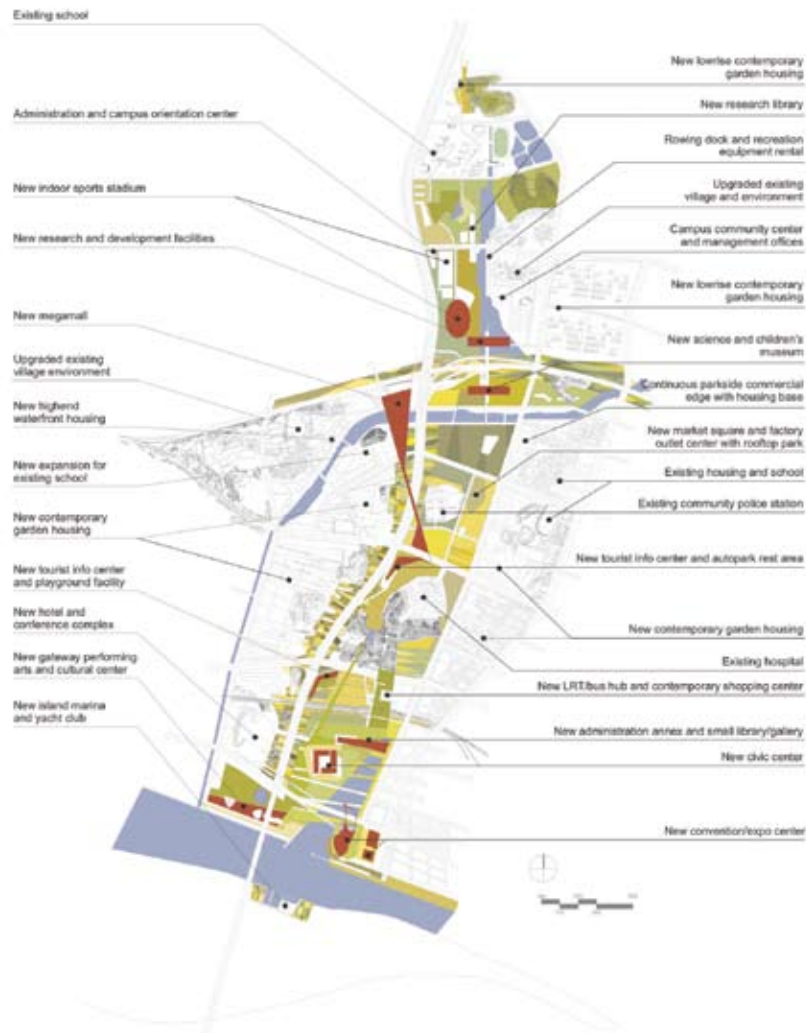 Existing school
Administration and campus orientation center
New indoor sports stadium
New research and development facilities
New megamall
Upgraded existing
village environment
New highend
waterfront housing
New expansion for
existing school
New contemporary
garden housing
New tourist info center
and playground facility
New hotel and
conference complex
New gateway performing
arts and cultural center
New island marina
and yacht club
New lowrise contemporary
garden housing
New research library
Rowing dock and recreation
equipment rental
Upgraded existing
village and environment
Campus community center
and management offices
New lowrise contemporary
garden housing
New science and children's
museum
Continuous parkside commercial
edge with housing base
New market square and factory
outlet center with rooftop park
Existing housing and school
Existing community police station
New tourist info center and autopark rest area
New contemporary garden housing
Existing hospital
New LRT/bus hub and contemporary shopping center
New administration annex and small library/gallery
New civic center
New convention/expo center